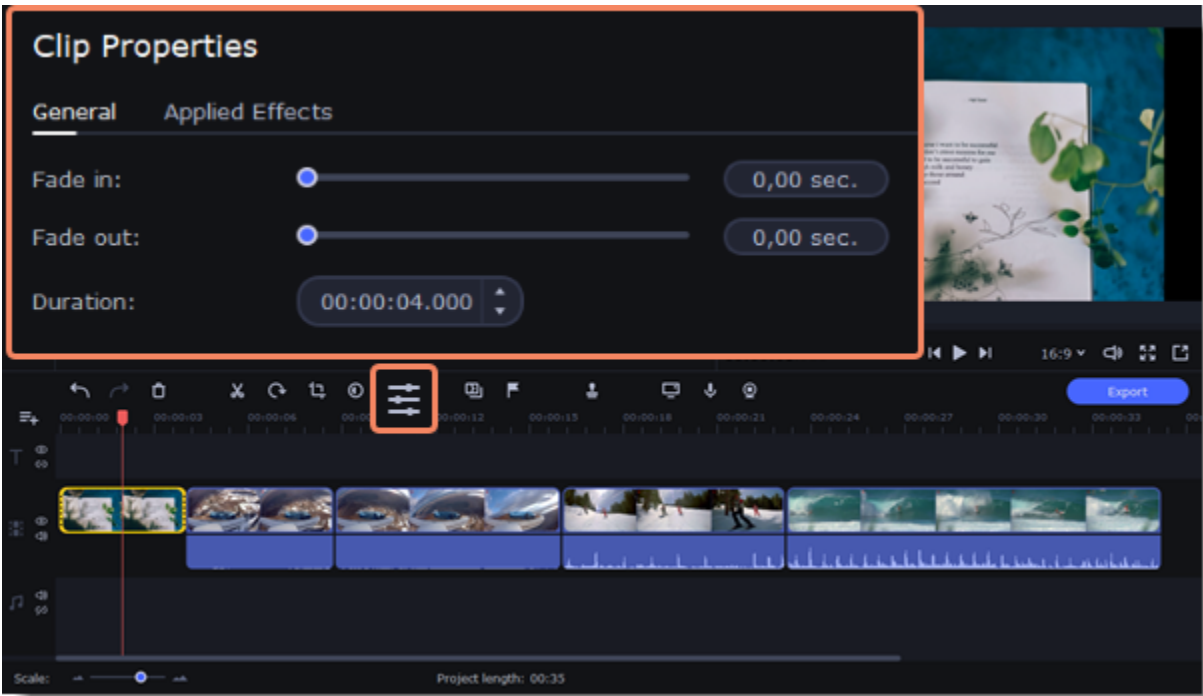 Clip Properties
General Applied Effects
Fade in: 0,00 sec.
Fade out: 0,00 sec.
Duration: 00:00:04.000
16:9
Export
00:00:00 00:00:03 00:00:06 00:00:12 00:00:15 00:00:18 00:00:21 00:00:24 00:00:27 00:00:30 00:00:33
T
Scale: Project length: 00:35